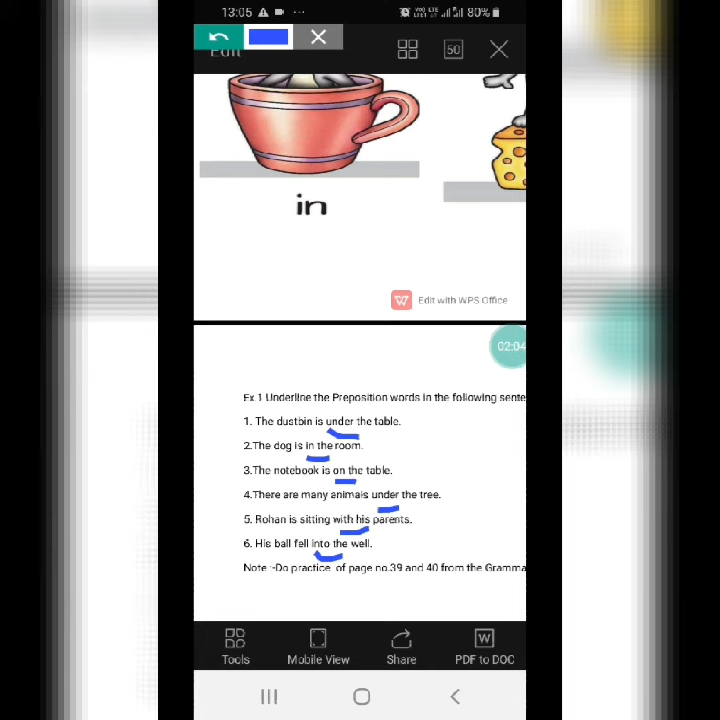 13:05
VO)) LTE
80%
Edit
50
in
Edit with WPS Office
02:04
Ex 1 Underline the Preposition words in the following sente
1. The dustbin is under the table.
2.The dog is in the room.
3.The notebook is on the table.
4.There are many animals under the tree.
5. Rohan is sitting with his parents.
6. His ball fell into the well.
Note :-Do practice of page no.39 and 40 from the Gramma
Tools
Mobile View
Share
PDF to DOC